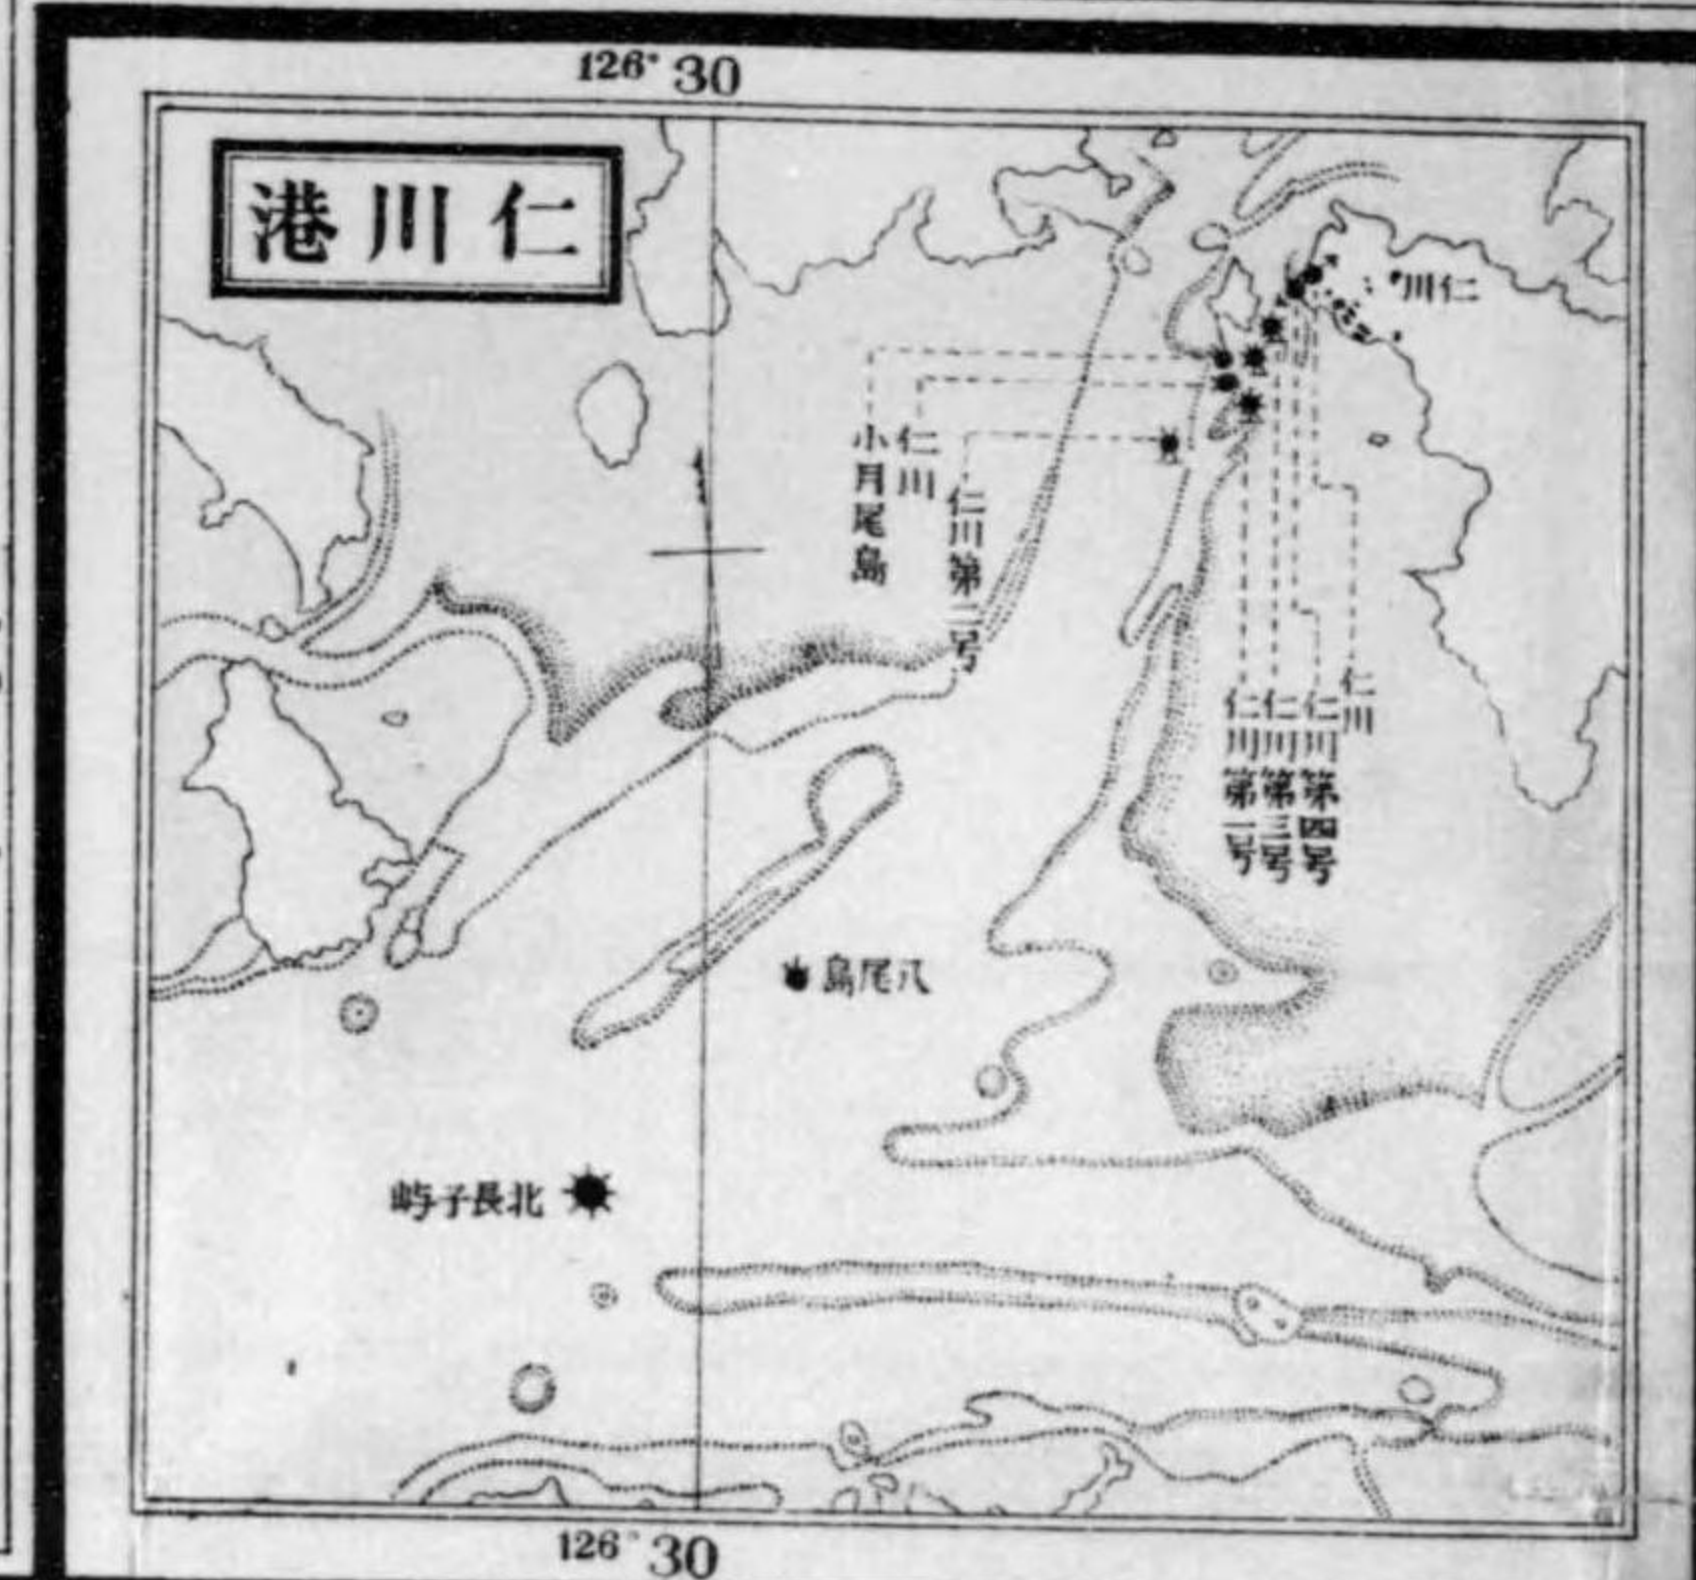 126° 30
仁川港
仁川
小月尾島
仁川
仁川第二号
仁川
仁川第四号
仁川第三号
仁川第一号
八尾島
北長子嶼
126° 30